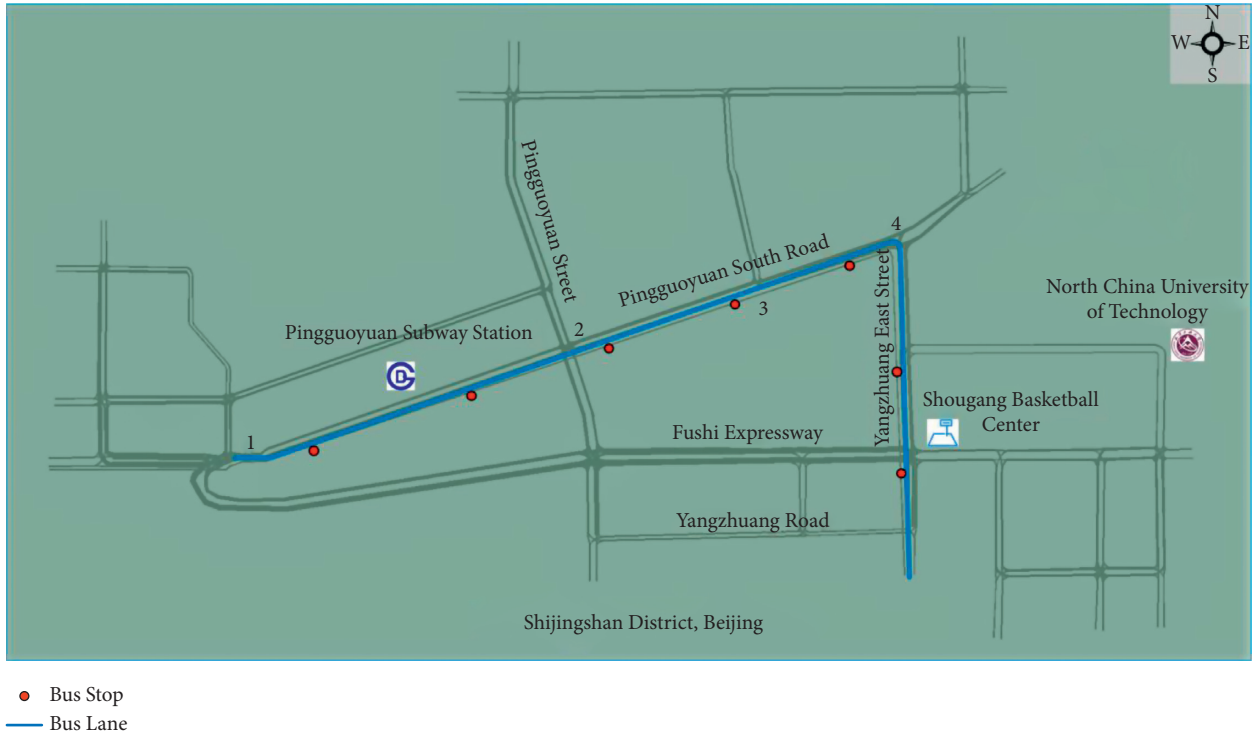 N
W E
S
Pingguoyuan Street
4
Pingguoyuan South Road
Yangzhuang East Street
North China University
of Technology
3
2
Pingguoyuan Subway Station
Shougang Basketball
Center
1
Fushi Expressway
Yangzhuang Road
Shijingshan District, Beijing
Bus Stop
Bus Lane